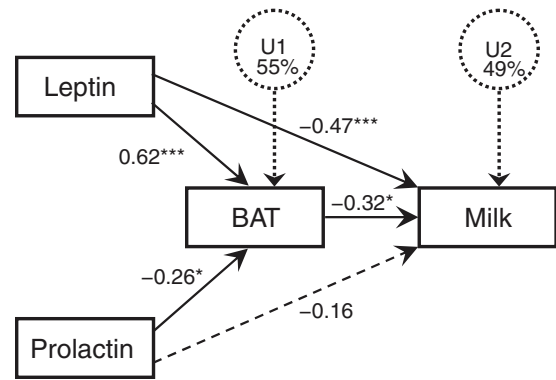 U1
55%
U2
49%
Leptin
−0.47***
0.62***
BAT
−0.32*
Milk
−0.26*
−0.16
Prolactin